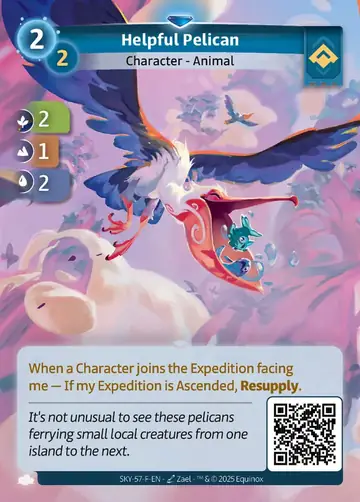 2
2
Helpful Pelican
Character - Animal
2
1
2
When a Character joins the Expedition facing
me — If my Expedition is Ascended, Resupply.
It's not unusual to see these pelicans
ferrying small local creatures from one
island to the next.
SKY-57-F-EN - Zael - ™ & © 2025 Equinox